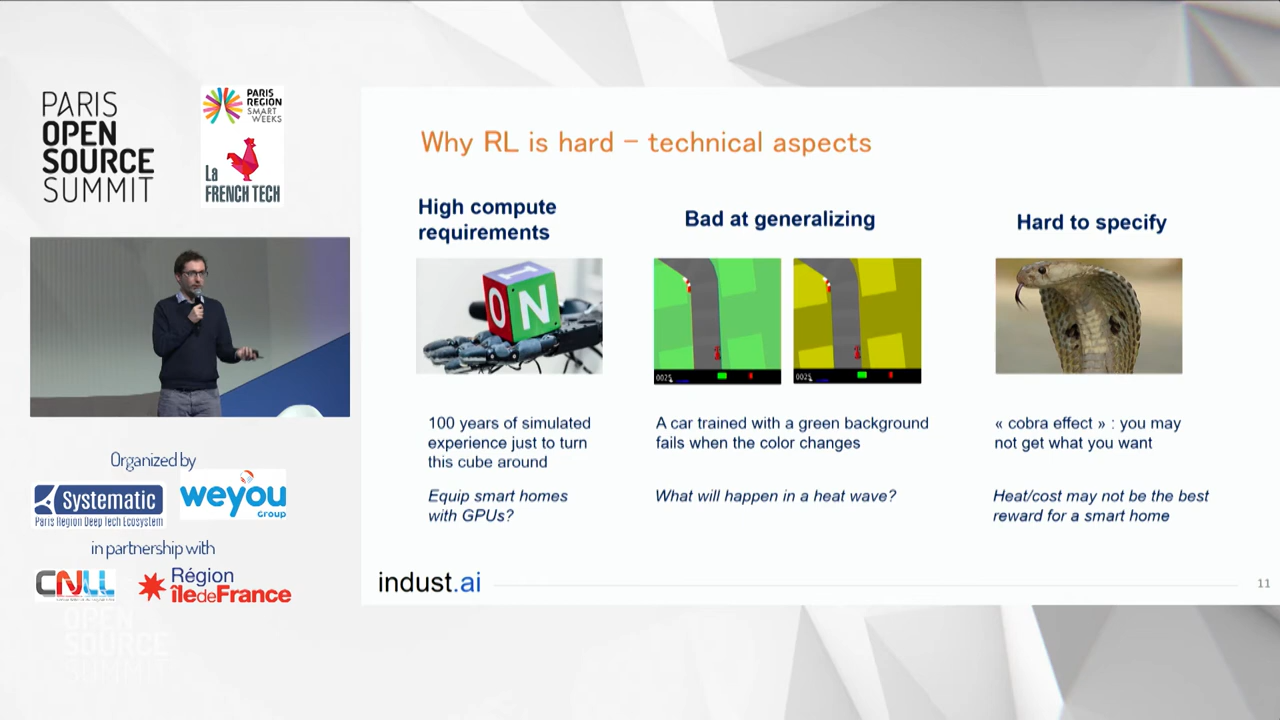 PARIS
OPEN
SOURCE
SUMMIT
PARIS
REGION
SMART
WEEKS
La
FRENCH TECH
Organized by
Systematic
Paris Region Deep Tech Ecosystem
weyou
Group
in partnership with
CNLL
Région
îledeFrance
OPEN
SOURCE
SUMMIT
Why RL is hard – technical aspects
High compute
requirements
Bad at generalizing
Hard to specify
O N
0025
0025
100 years of simulated
experience just to turn
this cube around
Equip smart homes
with GPUs?
A car trained with a green background
fails when the color changes
What will happen in a heat wave?
« cobra effect » : you may
not get what you want
Heat/cost may not be the best
reward for a smart home
indust.ai
11